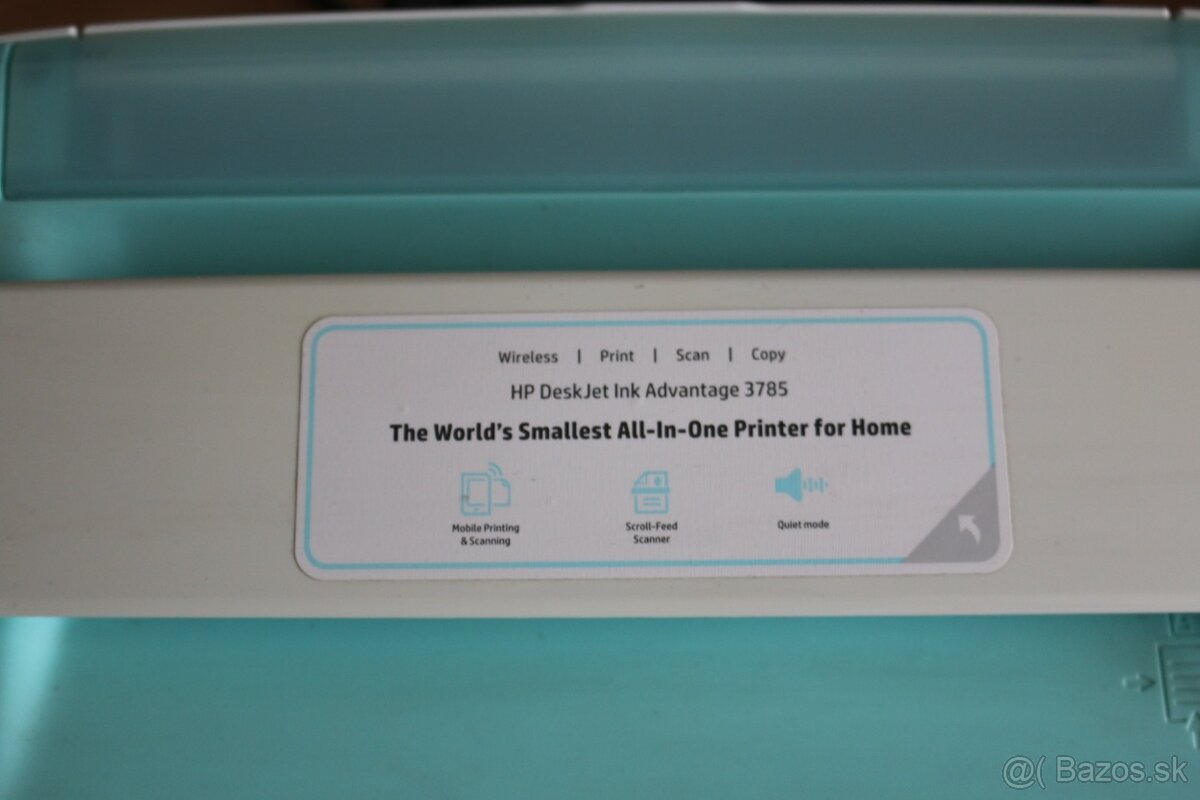 Wireless | Print | Scan | Copy
HP DeskJet Ink Advantage 3785
The World's Smallest All-In-One Printer for Home
Mobile Printing
& Scanning
Scroll-Feed
Scanner
Quiet mode
@( Bazos.sk